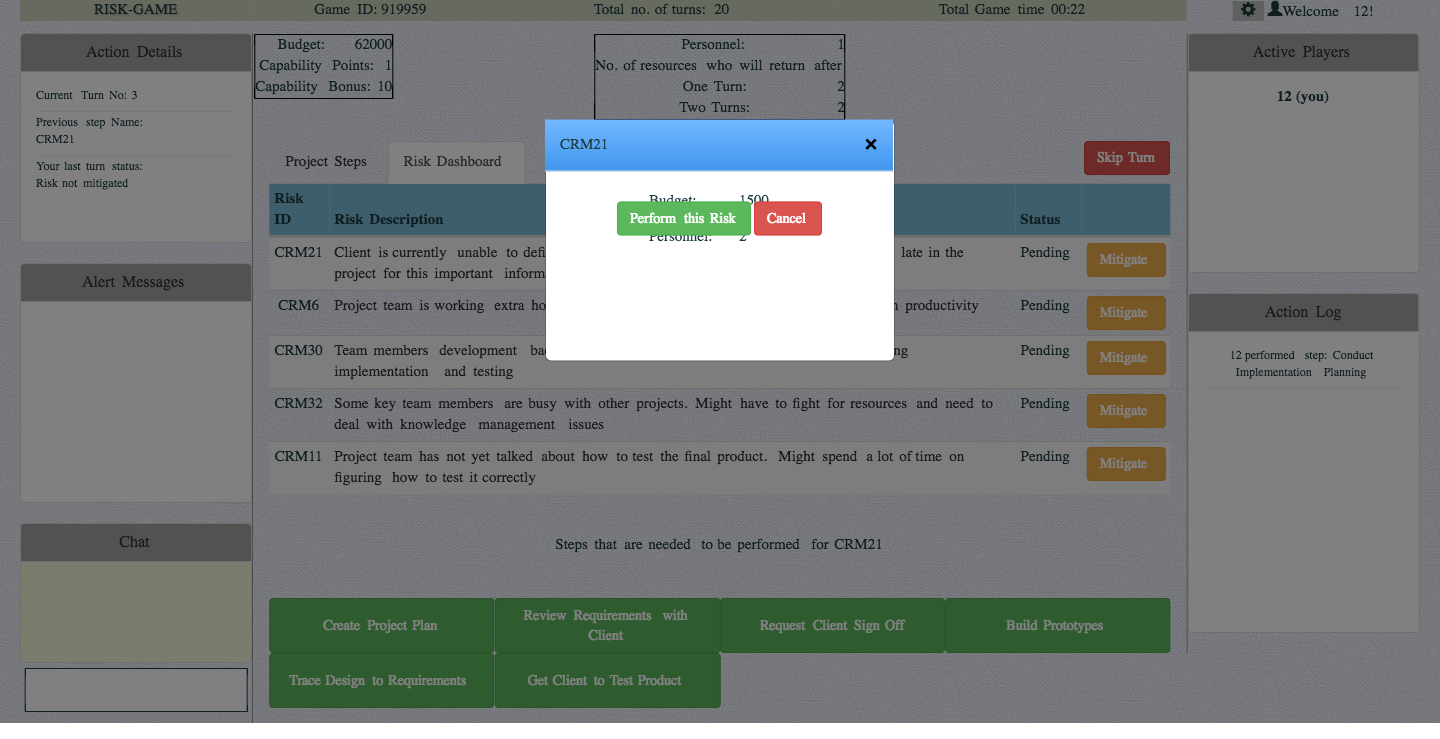 RISK-GAME Game ID: 919959 Total no. of turns: 20 Total Game time 00:22 Welcome 12!
Action Details
Current Turn No: 3
Previous step Name:
CRM21
Your last turn status:
Risk not mitigated
Alert Messages
Chat
Budget: 62000
Capability Points: 1
Capability Bonus: 10
Personnel: 1
No. of resources who will return after
One Turn: 2
Two Turns: 2
Project Steps Risk Dashboard
Skip Turn
CRM21 ×
Budget: 1500
Perform this Risk Cancel
Personnel: 2
Risk
ID Risk Description Status
CRM21 Client is currently unable to late in the Pending Mitigate
project for this important
CRM6 Project team is working extra productivity Pending Mitigate
CRM30 Team members development Pending Mitigate
implementation and testing
CRM32 Some key team members are busy with other projects. Might have to fight for resources and need to Pending Mitigate
deal with knowledge management issues
CRM11 Project team has not yet talked about how to test the final product. Might spend a lot of time on Pending Mitigate
figuring how to test it correctly
Steps that are needed to be performed for CRM21
Create Project Plan
Review Requirements with
Client
Request Client Sign Off
Build Prototypes
Trace Design to Requirements
Get Client to Test Product
Active Players
12 (you)
Action Log
12 performed step: Conduct
Implementation Planning